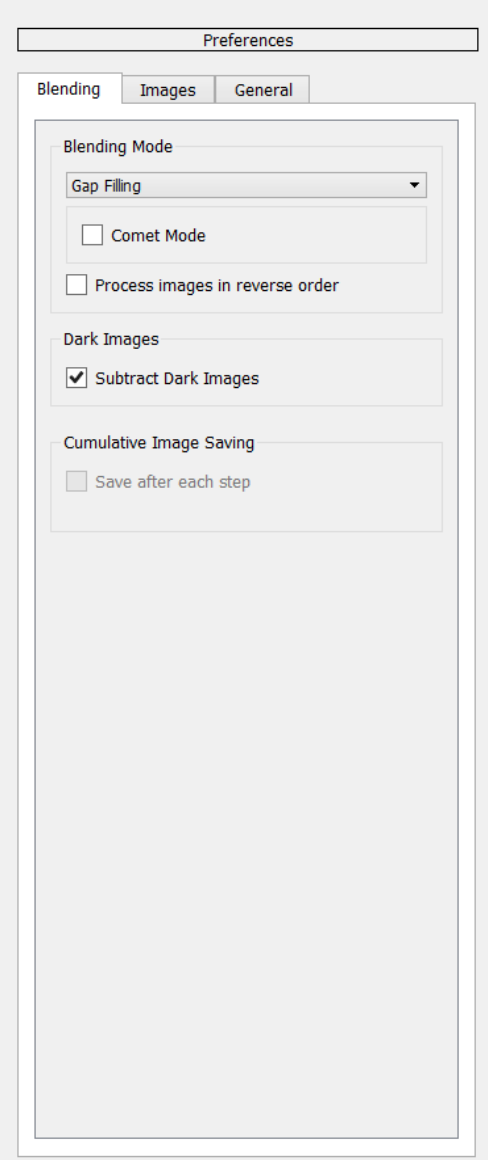 Preferences
Blending Images General
Blending Mode
Gap Filling
Comet Mode
Process images in reverse order
Dark Images
Subtract Dark Images
Cumulative Image Saving
Save after each step